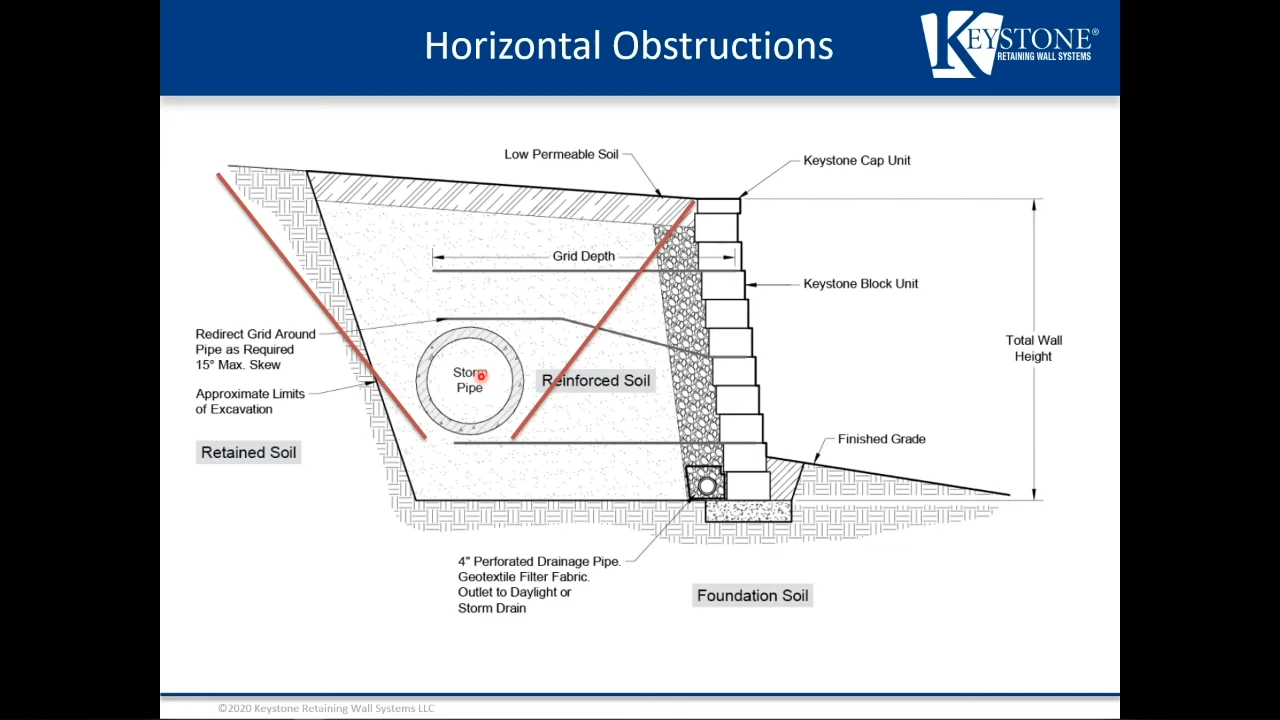 Horizontal Obstructions
KEYSTONE®
RETAINING WALL SYSTEMS
Low Permeable Soil
Keystone Cap Unit
Grid Depth
Keystone Block Unit
Redirect Grid Around
Pipe as Required
15° Max. Skew
Total Wall
Height
Storm
Pipe
Reinforced Soil
Approximate Limits
of Excavation
Finished Grade
Retained Soil
4" Perforated Drainage Pipe.
Geotextile Filter Fabric.
Outlet to Daylight or
Storm Drain
Foundation Soil
©2020 Keystone Retaining Wall Systems LLC